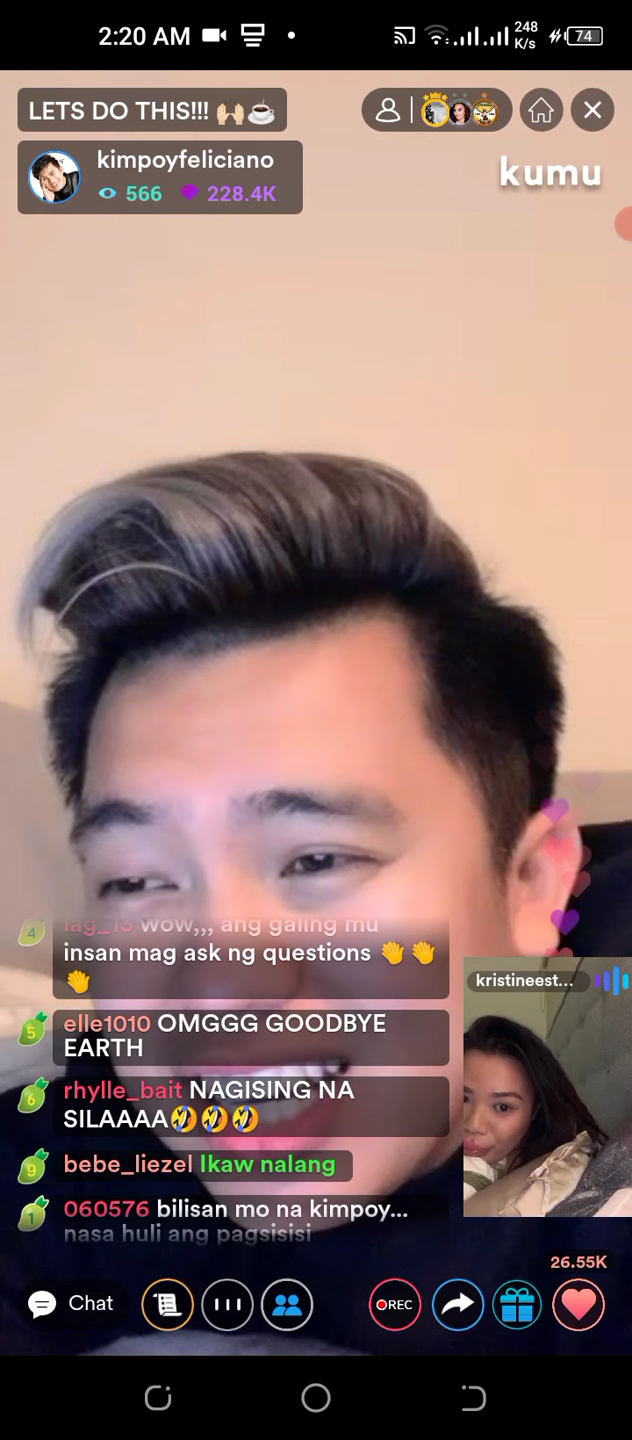 2:20 AM
248
K/s
74
LETS DO THIS!!! 🙌🏻☕
kimpoyfeliciano
566 228.4K
kumu
4
lag_13 wow,,, ang galing mu
insan mag ask ng questions 👏👏
👏
kristineest...
5
elle1010 OMGGG GOODBYE
EARTH
6
rhylle_bait NAGISING NA
SILAAAA🤣🤣🤣
9
bebe_liezel Ikaw nalang
1
060576 bilisan mo na kimpoy...
nasa huli ang pagsisisi
26.55K
Chat
REC